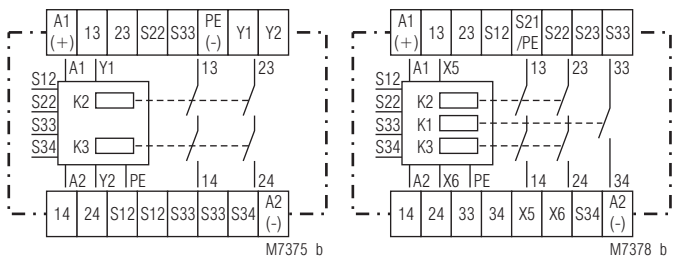 A1 (+) 13 23 S22 S33 PE (-) Y1 Y2
A1 Y1 13 23
S12
S22
S33
S34
K2
K3
A2 Y2 PE 14 24
14 24 S12 S12 S33 S33 S34 A2 (-)
M7375 b
A1 (+) 13 23 S12 S21 /PE S22 S23 S33
A1 X5 13 23 33
S12
S22
S33
S34
K2
K1
K3
A2 X6 PE 14 24 34
14 24 33 34 X5 X6 S34 A2 (-)
M7378 b